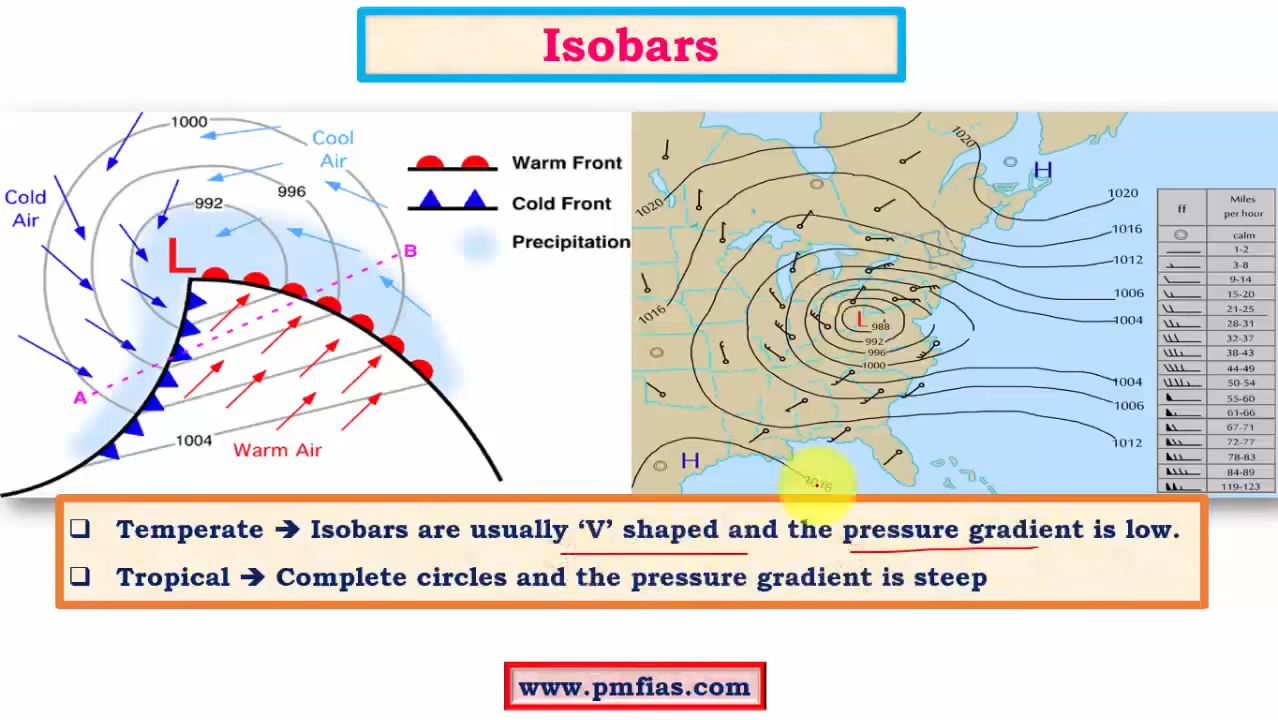 Isobars
1000
Cool
Air
996
992
Cold
Air
L
B
A
1004
Warm Air
Warm Front
Cold Front
Precipitation
1020
H
1020
1020
1016
1012
1006
1004
1016
L
988
992
996
1000
1004
1006
1012
H
1016
ff Miles per hour
calm
1-2
3-8
9-14
15-20
21-25
28-31
32-37
38-43
44-49
50-54
55-60
61-66
67-71
72-77
78-83
84-89
119-123
❑ Temperate ➔ Isobars are usually ‘V’ shaped and the pressure gradient is low.
❑ Tropical ➔ Complete circles and the pressure gradient is steep
www.pmfias.com